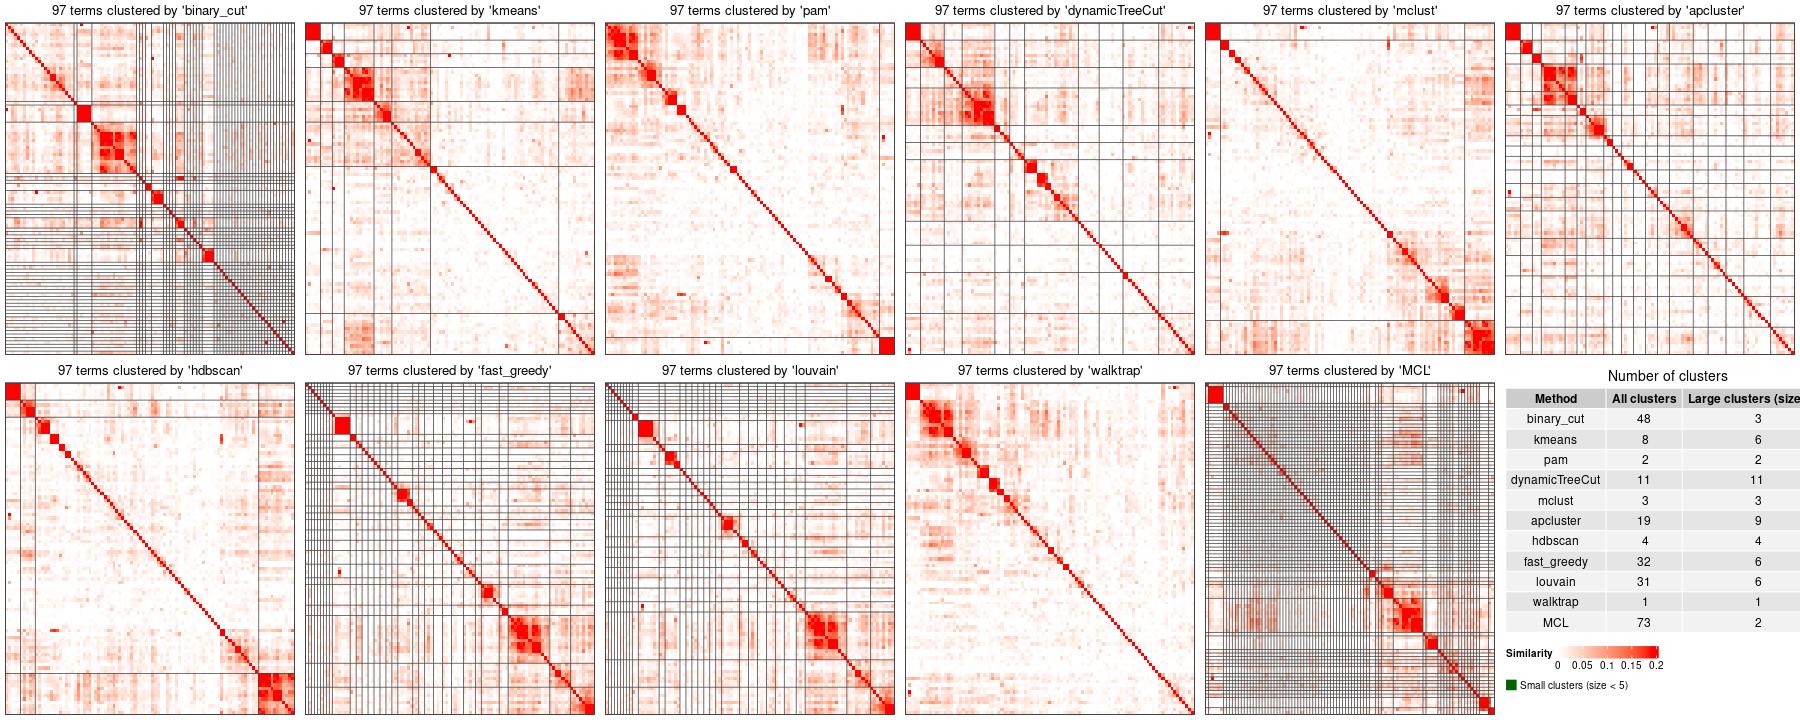 97 terms clustered by 'binary_cut'
97 terms clustered by 'kmeans'
97 terms clustered by 'pam'
97 terms clustered by 'dynamicTreeCut'
97 terms clustered by 'mclust'
97 terms clustered by 'apcluster'
97 terms clustered by 'hdbscan'
97 terms clustered by 'fast_greedy'
97 terms clustered by 'louvain'
97 terms clustered by 'walktrap'
97 terms clustered by 'MCL'
Number of clusters
Method All clusters Large clusters (size
binary_cut 48 3
kmeans 8 6
pam 2 2
dynamicTreeCut 11 11
mclust 3 3
apcluster 19 9
hdbscan 4 4
fast_greedy 32 6
louvain 31 6
walktrap 1 1
MCL 73 2
Similarity
0 0.05 0.1 0.15 0.2
Small clusters (size < 5)